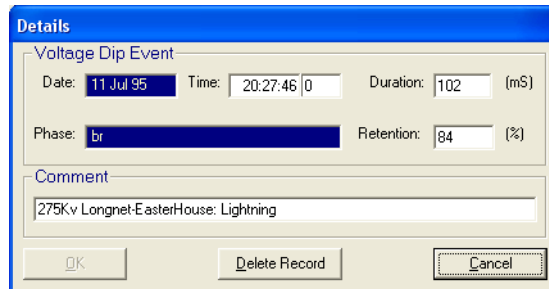 Details
Voltage Dip Event
Date: 11 Jul 95 Time: 20:27:46 0 Duration: 102 (mS)
Phase: br Retention: 84 (%)
Comment
275Kv Longnet-EasterHouse: Lightning
OK Delete Record Cancel